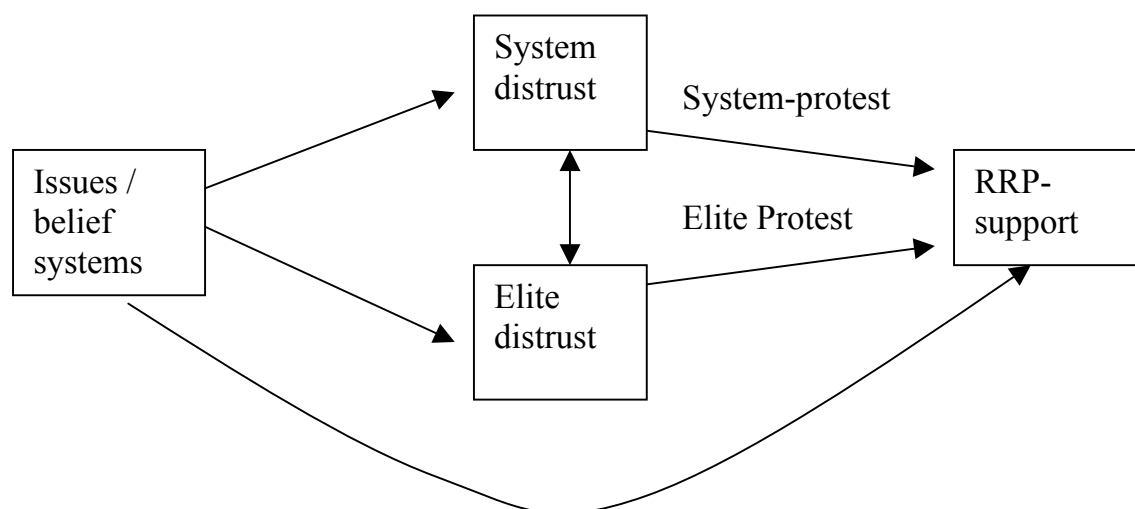 Issues /
belief
systems
System
distrust
Elite
distrust
System-protest
Elite Protest
RRP-
support